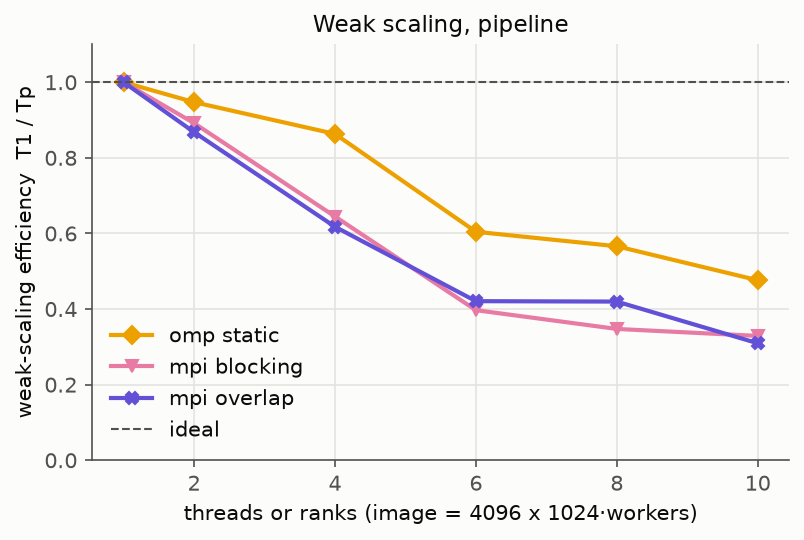 Weak scaling, pipeline
weak-scaling efficiency  T1 / Tp
1.0
0.8
0.6
0.4
0.2
0.0
omp static
mpi blocking
mpi overlap
ideal
2 4 6 8 10
threads or ranks (image = 4096 x 1024·workers)